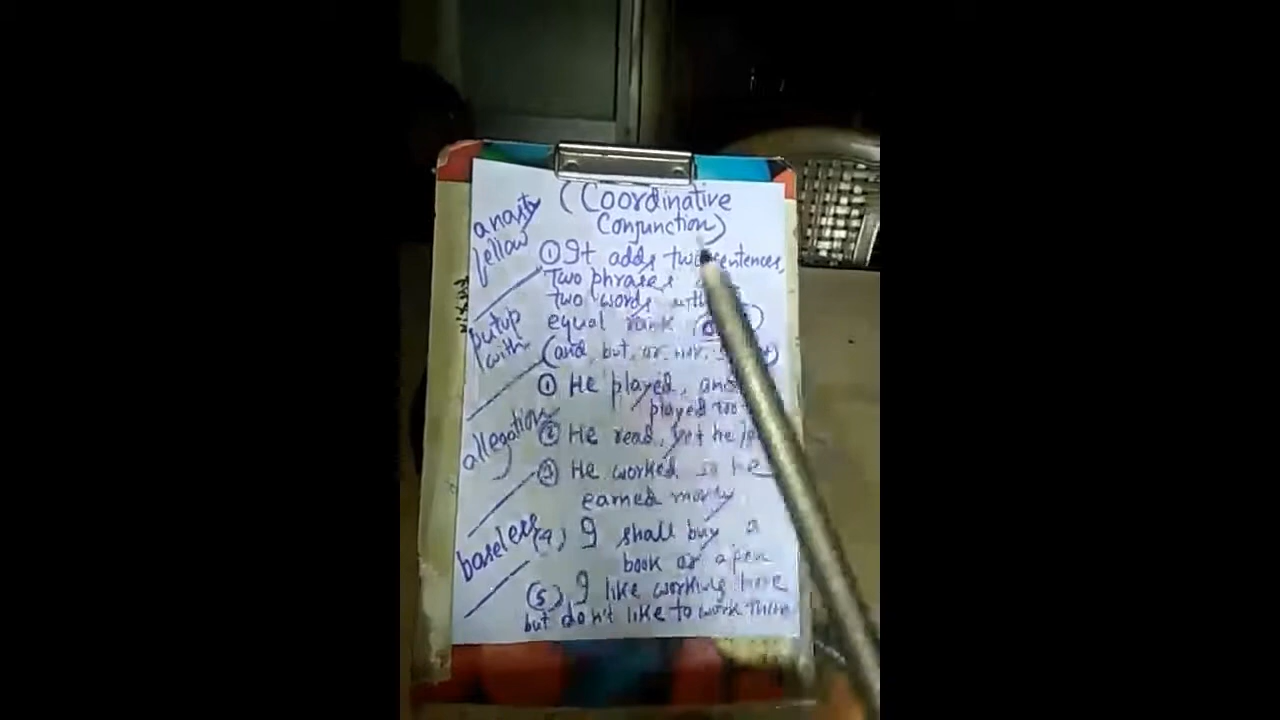 (Coordinative
Conjunction)
① It adds two sentences,
Two phrases
two words
equal rank
(and, but, or, nor,
① He played, and
played too
② He read, yet he
③ He worked so he
earned money
(4) I shall buy a
book or a pen
(5) I like working here
but don't like to work there
a nasty
fellow
put up
with
allegation
baseless